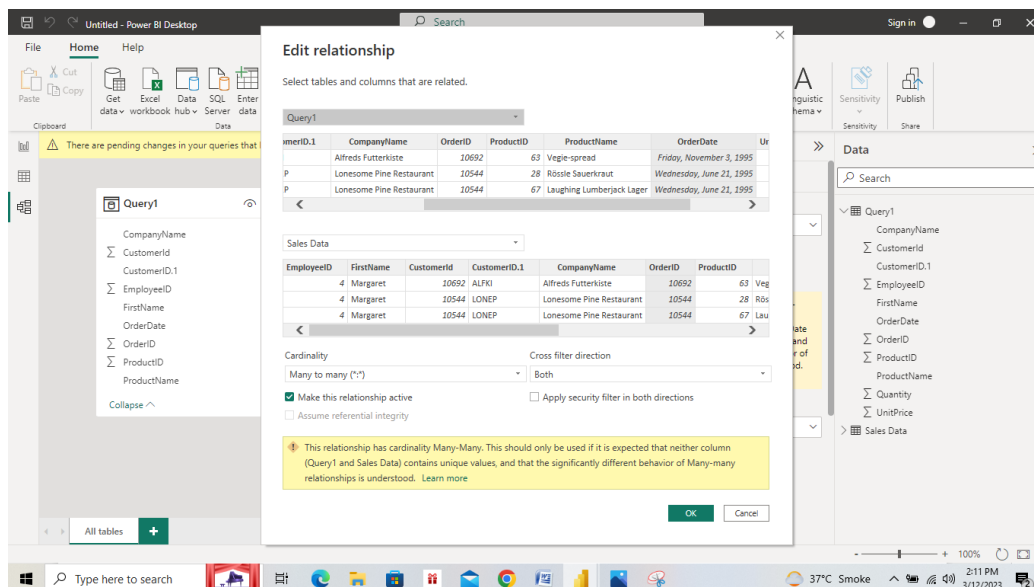 Untitled - Power BI Desktop
Search
Sign in
File Home Help
Cut
Copy
Paste
Get data
Excel workbook
Data hub
SQL Server
Enter data
Clipboard
Data
Sensitivity
Publish
Sensitivity
Share
There are pending changes in your queries that
Query1
CompanyName
CustomerId
CustomerID.1
EmployeeID
FirstName
OrderDate
OrderID
ProductID
ProductName
Collapse
Edit relationship
Select tables and columns that are related.
Query1
omerID.1 CompanyName OrderID ProductID ProductName OrderDate Ur
Alfreds Futterkiste 10692 63 Vegie-spread Friday, November 3, 1995
P Lonesome Pine Restaurant 10544 28 Rössle Sauerkraut Wednesday, June 21, 1995
P Lonesome Pine Restaurant 10544 67 Laughing Lumberjack Lager Wednesday, June 21, 1995
Sales Data
EmployeeID FirstName CustomerId CustomerID.1 CompanyName OrderID ProductID
4 Margaret 10692 ALFKI Alfreds Futterkiste 10692 63 Veg
4 Margaret 10544 LONEP Lonesome Pine Restaurant 10544 28 Rös
4 Margaret 10544 LONEP Lonesome Pine Restaurant 10544 67 Lau
Cardinality Cross filter direction
Many to many (*:*) Both
Make this relationship active Apply security filter in both directions
Assume referential integrity
This relationship has cardinality Many-Many. This should only be used if it is expected that neither column
(Query1 and Sales Data) contains unique values, and that the significantly different behavior of Many-many
relationships is understood. Learn more
OK Cancel
Data
Search
Query1
CompanyName
CustomerId
CustomerID.1
EmployeeID
FirstName
OrderDate
OrderID
ProductID
ProductName
Quantity
UnitPrice
Sales Data
All tables
100%
Type here to search
37°C Smoke
2:11 PM
3/12/2023